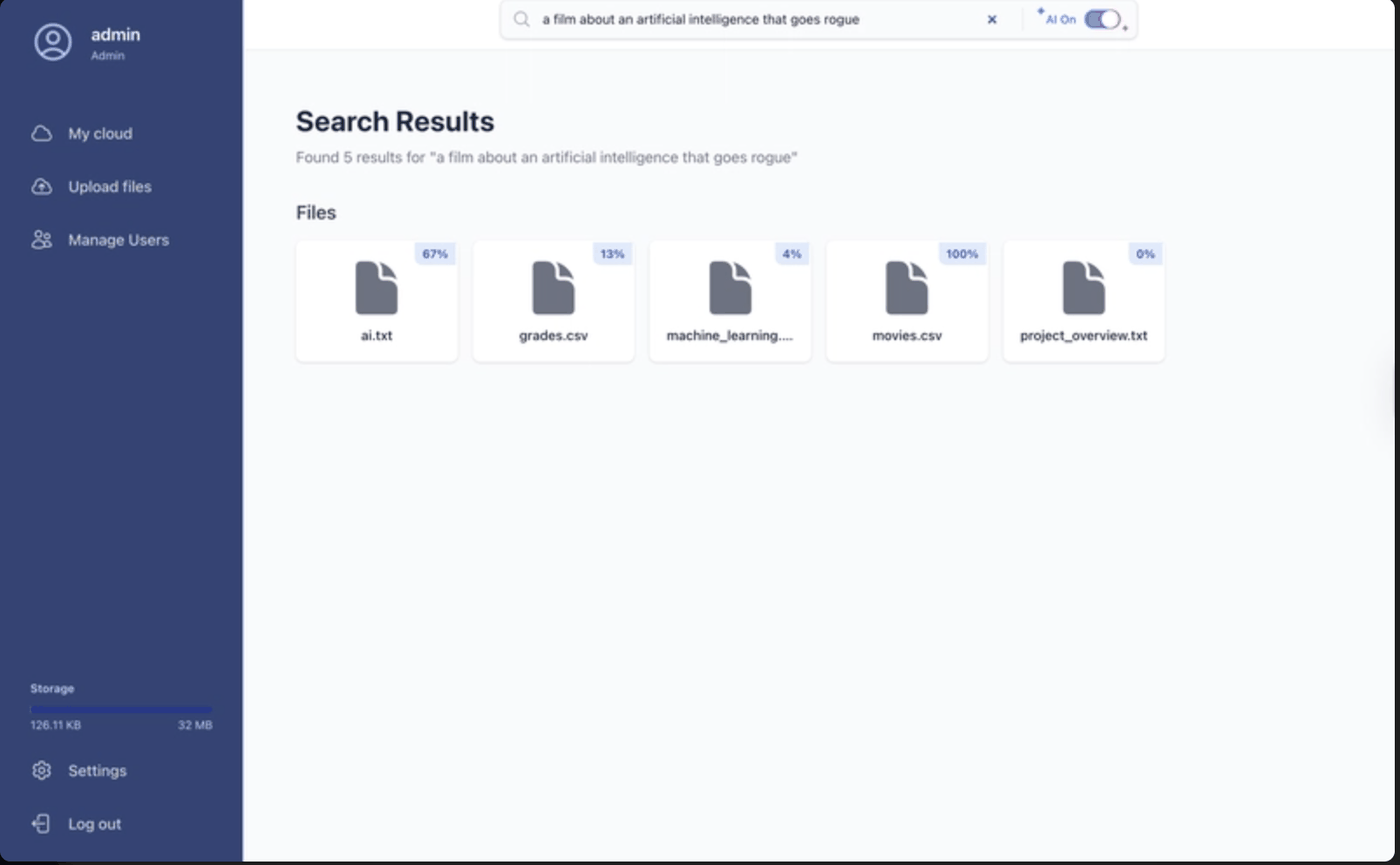 a film about an artificial intelligence that goes rogue
AI On
admin
Admin
My cloud
Upload files
Manage Users
Storage
126.11 KB 32 MB
Settings
Log out
Search Results
Found 5 results for "a film about an artificial intelligence that goes rogue"
Files
67% 13% 4% 100% 0%
ai.txt grades.csv machine_learning.... movies.csv project_overview.txt